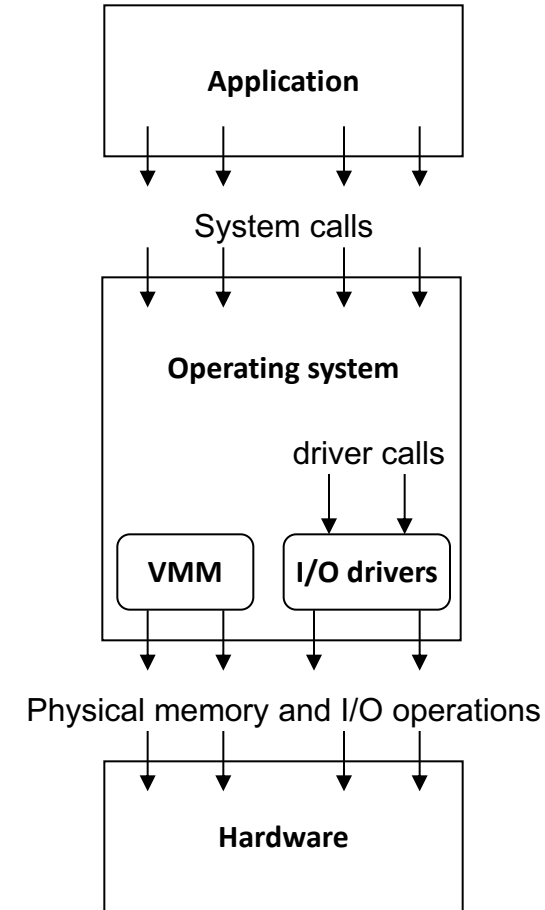 Application
System calls
Operating system
driver calls
VMM
I/O drivers
Physical memory and I/O operations
Hardware